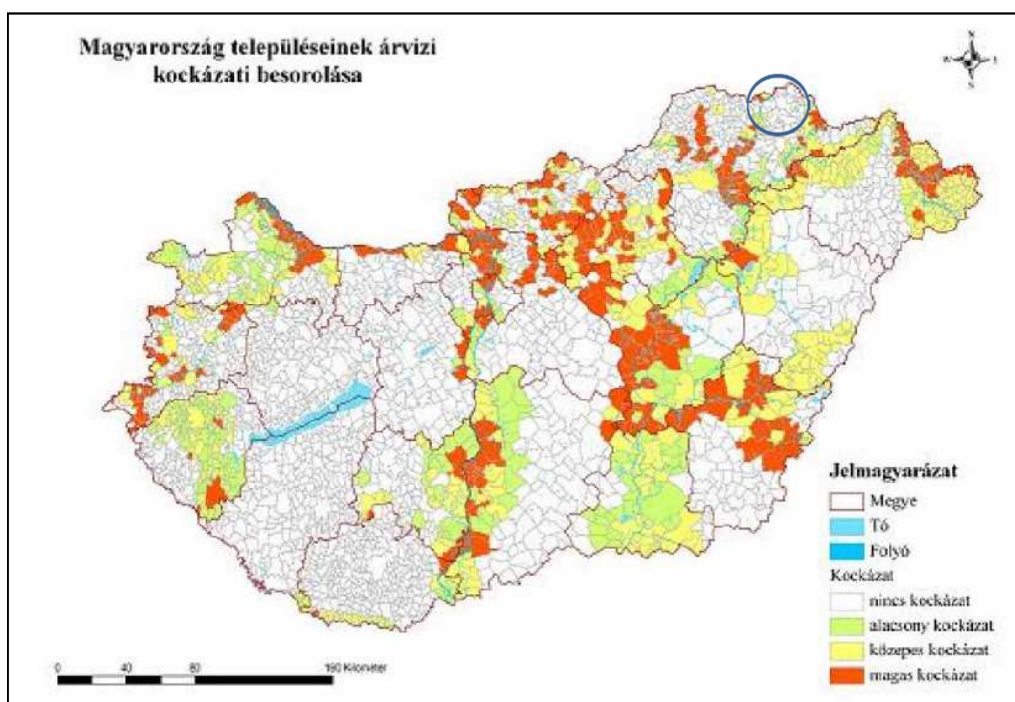 Magyarország településeinek árvizi
kockázati besorolása
N
W E
S
Jelmagyarázat
Megye
Tó
Folyó
Kockázat
nincs kockázat
alacsony kockázat
közepes kockázat
magas kockázat
0 40 80 160 Kilométer